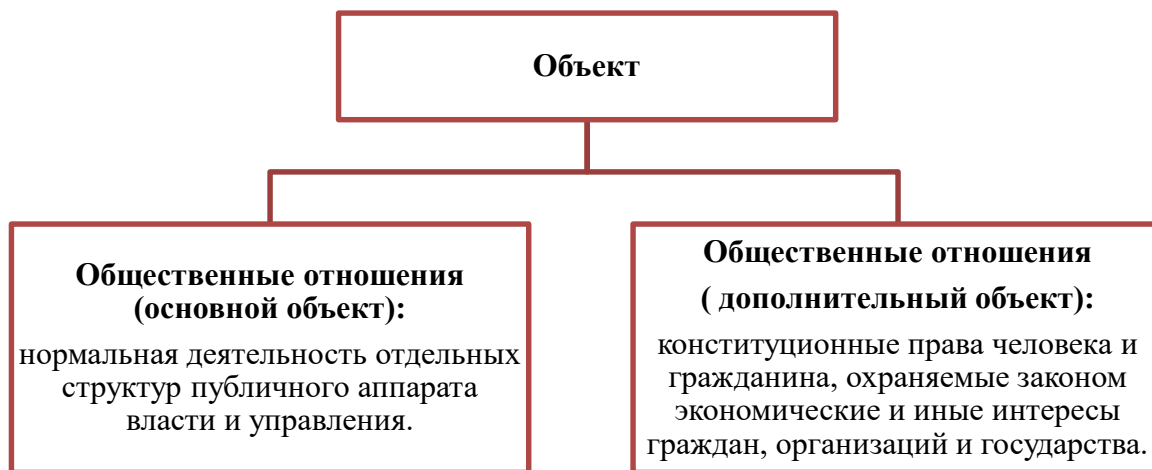 Объект
Общественные отношения
(основной объект):
нормальная деятельность отдельных
структур публичного аппарата
власти и управления.
Общественные отношения
( дополнительный объект):
конституционные права человека и
гражданина, охраняемые законом
экономические и иные интересы
граждан, организаций и государства.